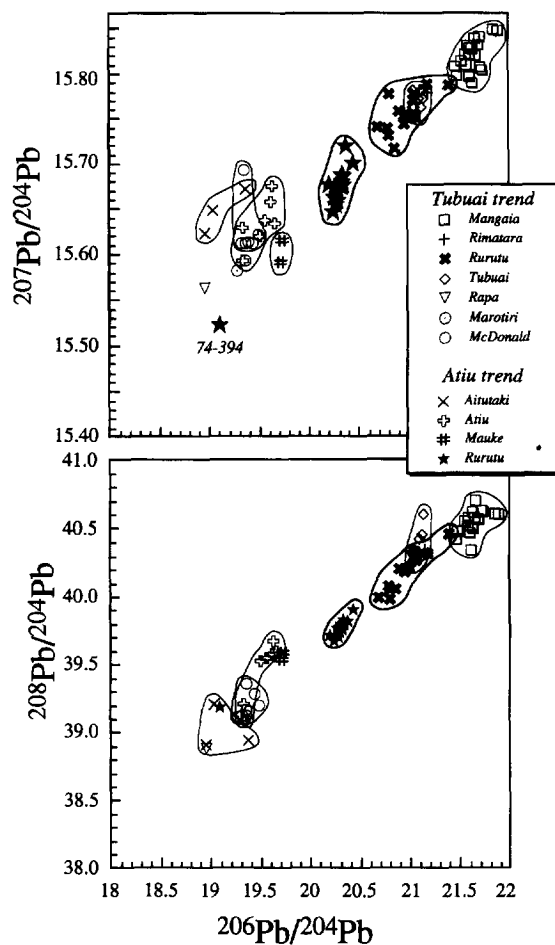 207Pb/204Pb
15.80
15.70
15.60
15.50
15.40
74-394
Tubuai trend
Mangaia
Rimatara
Rurutu
Tubuai
Rapa
Marotiri
McDonald
Atiu trend
Aitutaki
Atiu
Mauke
Rurutu
208Pb/204Pb
41.0
40.5
40.0
39.5
39.0
38.5
38.0
18 18.5 19 19.5 20 20.5 21 21.5 22
206Pb/204Pb